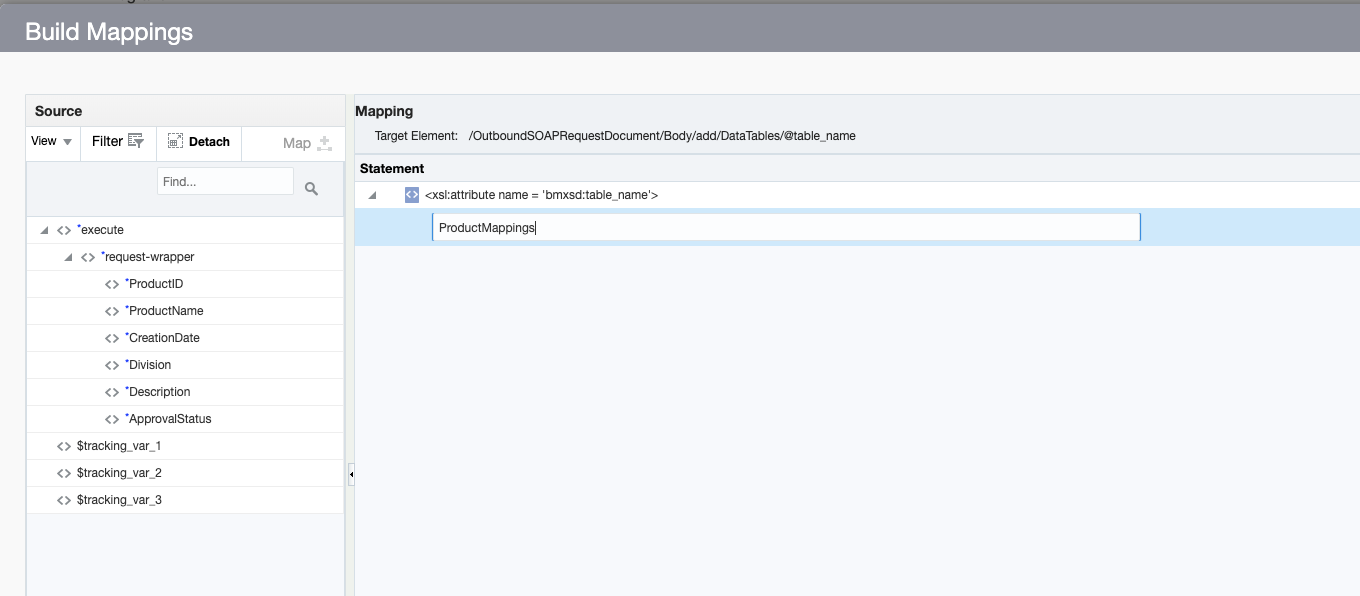 Build Mappings
Source
View
Filter
Detach
Map
Find...
*execute
*request-wrapper
*ProductID
*ProductName
*CreationDate
*Division
*Description
*ApprovalStatus
$tracking_var_1
$tracking_var_2
$tracking_var_3
Mapping
Target Element: /OutboundSOAPRequestDocument/Body/add/DataTables/@table_name
Statement
<xsl:attribute name = 'bmxsd:table_name'>
ProductMappings